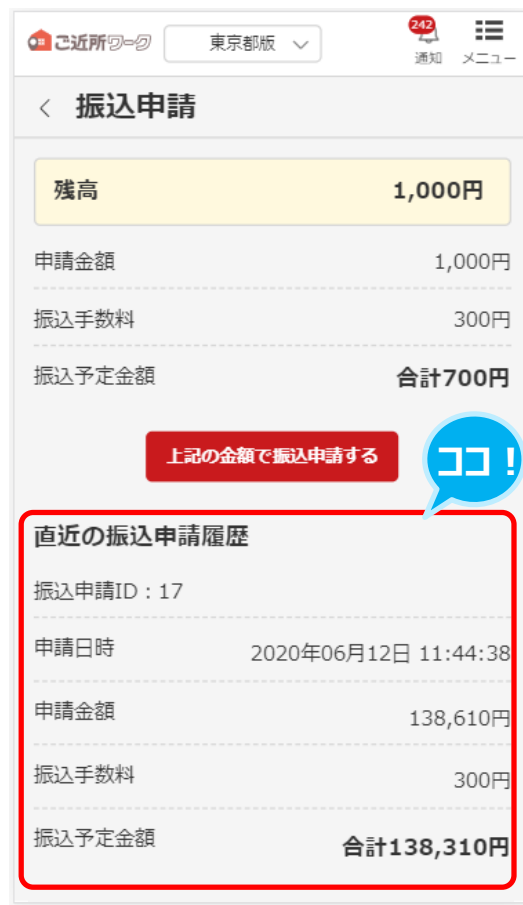 ご近所ワーク 東京都版 242
通知 メニュー
振込申請
残高 1,000円
申請金額 1,000円
振込手数料 300円
振込予定金額 合計700円
上記の金額で振込申請する
ココ！
直近の振込申請履歴
振込申請ID：17
申請日時 2020年06月12日 11:44:38
申請金額 138,610円
振込手数料 300円
振込予定金額 合計138,310円